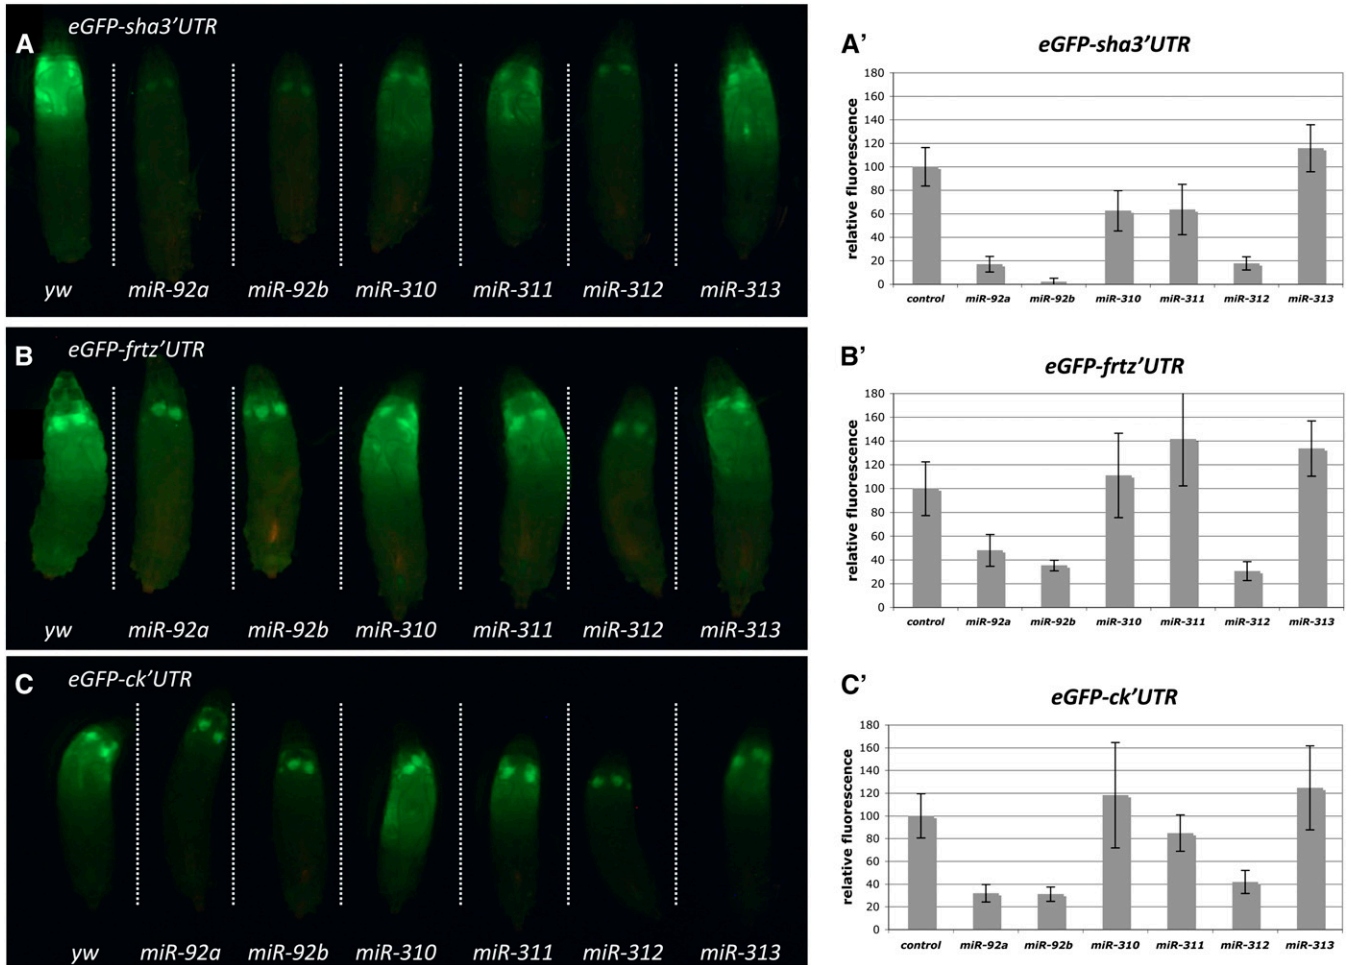 A eGFP-sha3’UTR
yw miR-92a miR-92b miR-310 miR-311 miR-312 miR-313
A’ eGFP-sha3’UTR
relative fluorescence
180
160
140
120
100
80
60
40
20
0
control miR-92a miR-92b miR-310 miR-311 miR-312 miR-313
B eGFP-frtz’UTR
yw miR-92a miR-92b miR-310 miR-311 miR-312 miR-313
B’ eGFP-frtz’UTR
relative fluorescence
180
160
140
120
100
80
60
40
20
0
control miR-92a miR-92b miR-310 miR-311 miR-312 miR-313
C eGFP-ck’UTR
yw miR-92a miR-92b miR-310 miR-311 miR-312 miR-313
C’ eGFP-ck’UTR
relative fluorescence
180
160
140
120
100
80
60
40
20
0
control miR-92a miR-92b miR-310 miR-311 miR-312 miR-313